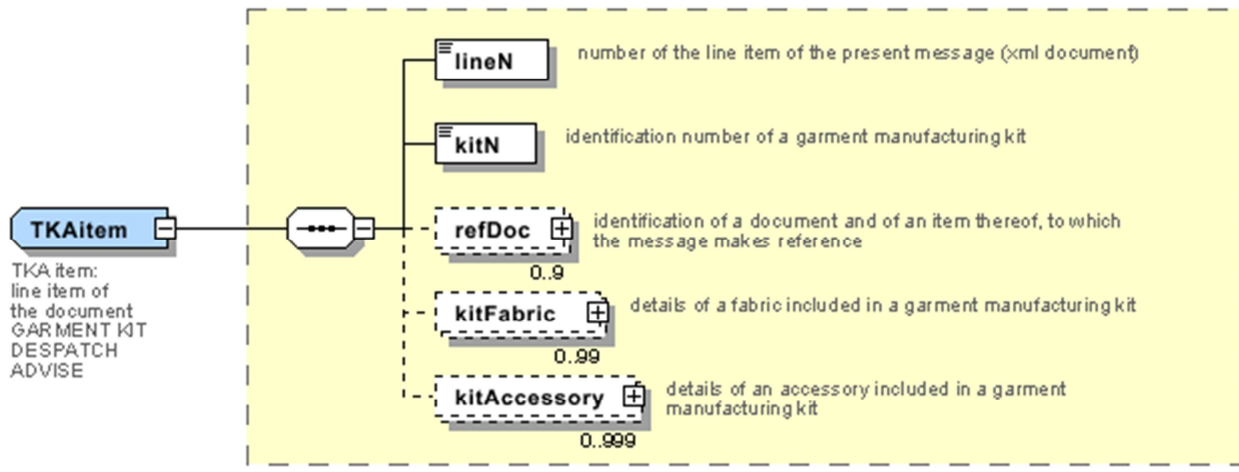 lineN
number of the line item of the present message (xml document)
kitN
identification number of a garment manufacturing kit
TKAitem
TKA item:
line item of
the document
GARMENT KIT
DESPATCH
ADVISE
refDoc
0..9
identification of a document and of an item thereof, to which
the message makes reference
kitFabric
0..99
details of a fabric included in a garment manufacturing kit
kitAccessory
0..999
details of an accessory included in a garment
manufacturing kit